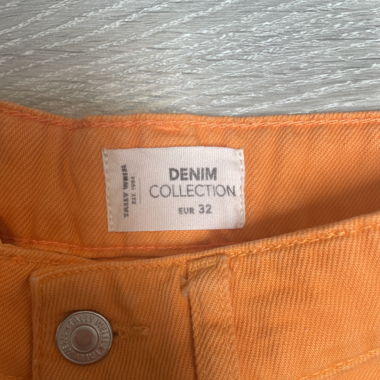 TALLY WEIJL
EST. 1984
DENIM
COLLECTION
EUR 32